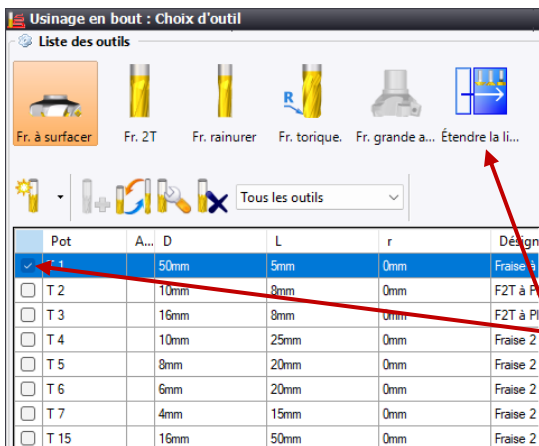 Usinage en bout : Choix d'outil
Liste des outils
R
Fr. à surfacer Fr. 2T Fr. rainurer Fr. torique. Fr. grande a... Étendre la li...
Tous les outils
Pot A... D L r Désign
T 1 50mm 5mm 0mm Fraise à
T 2 10mm 8mm 0mm F2T à P
T 3 16mm 8mm 0mm F2T à Pl
T 4 10mm 25mm 0mm Fraise 2
T 5 8mm 20mm 0mm Fraise 2
T 6 6mm 20mm 0mm Fraise 2
T 7 4mm 15mm 0mm Fraise 2
T 15 16mm 50mm 0mm Fraise 2